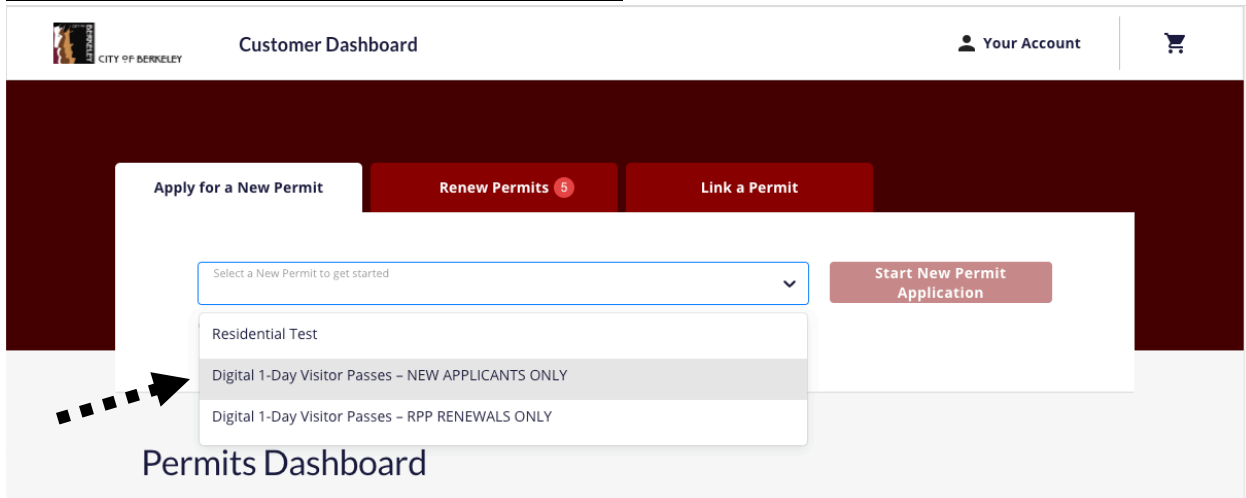 BERKELEY
CITY OF BERKELEY
Customer Dashboard
Your Account
Apply for a New Permit
Renew Permits 5
Link a Permit
Select a New Permit to get started
Start New Permit
Application
Residential Test
Digital 1-Day Visitor Passes – NEW APPLICANTS ONLY
Digital 1-Day Visitor Passes – RPP RENEWALS ONLY
Permits Dashboard